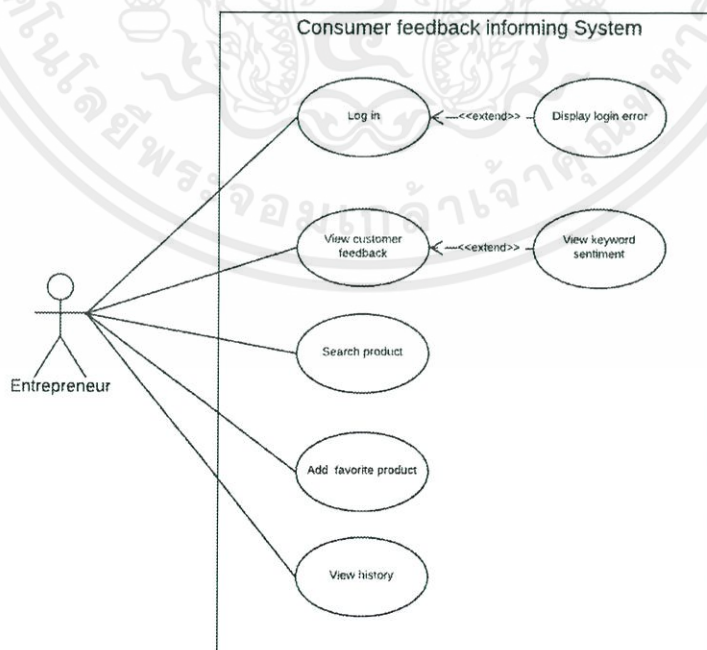 Consumer feedback informing System
Log in
<<extend>>
Display login error
View customer
feedback
<<extend>>
View keyword
sentiment
Search product
Entrepreneur
Add favorite product
View history